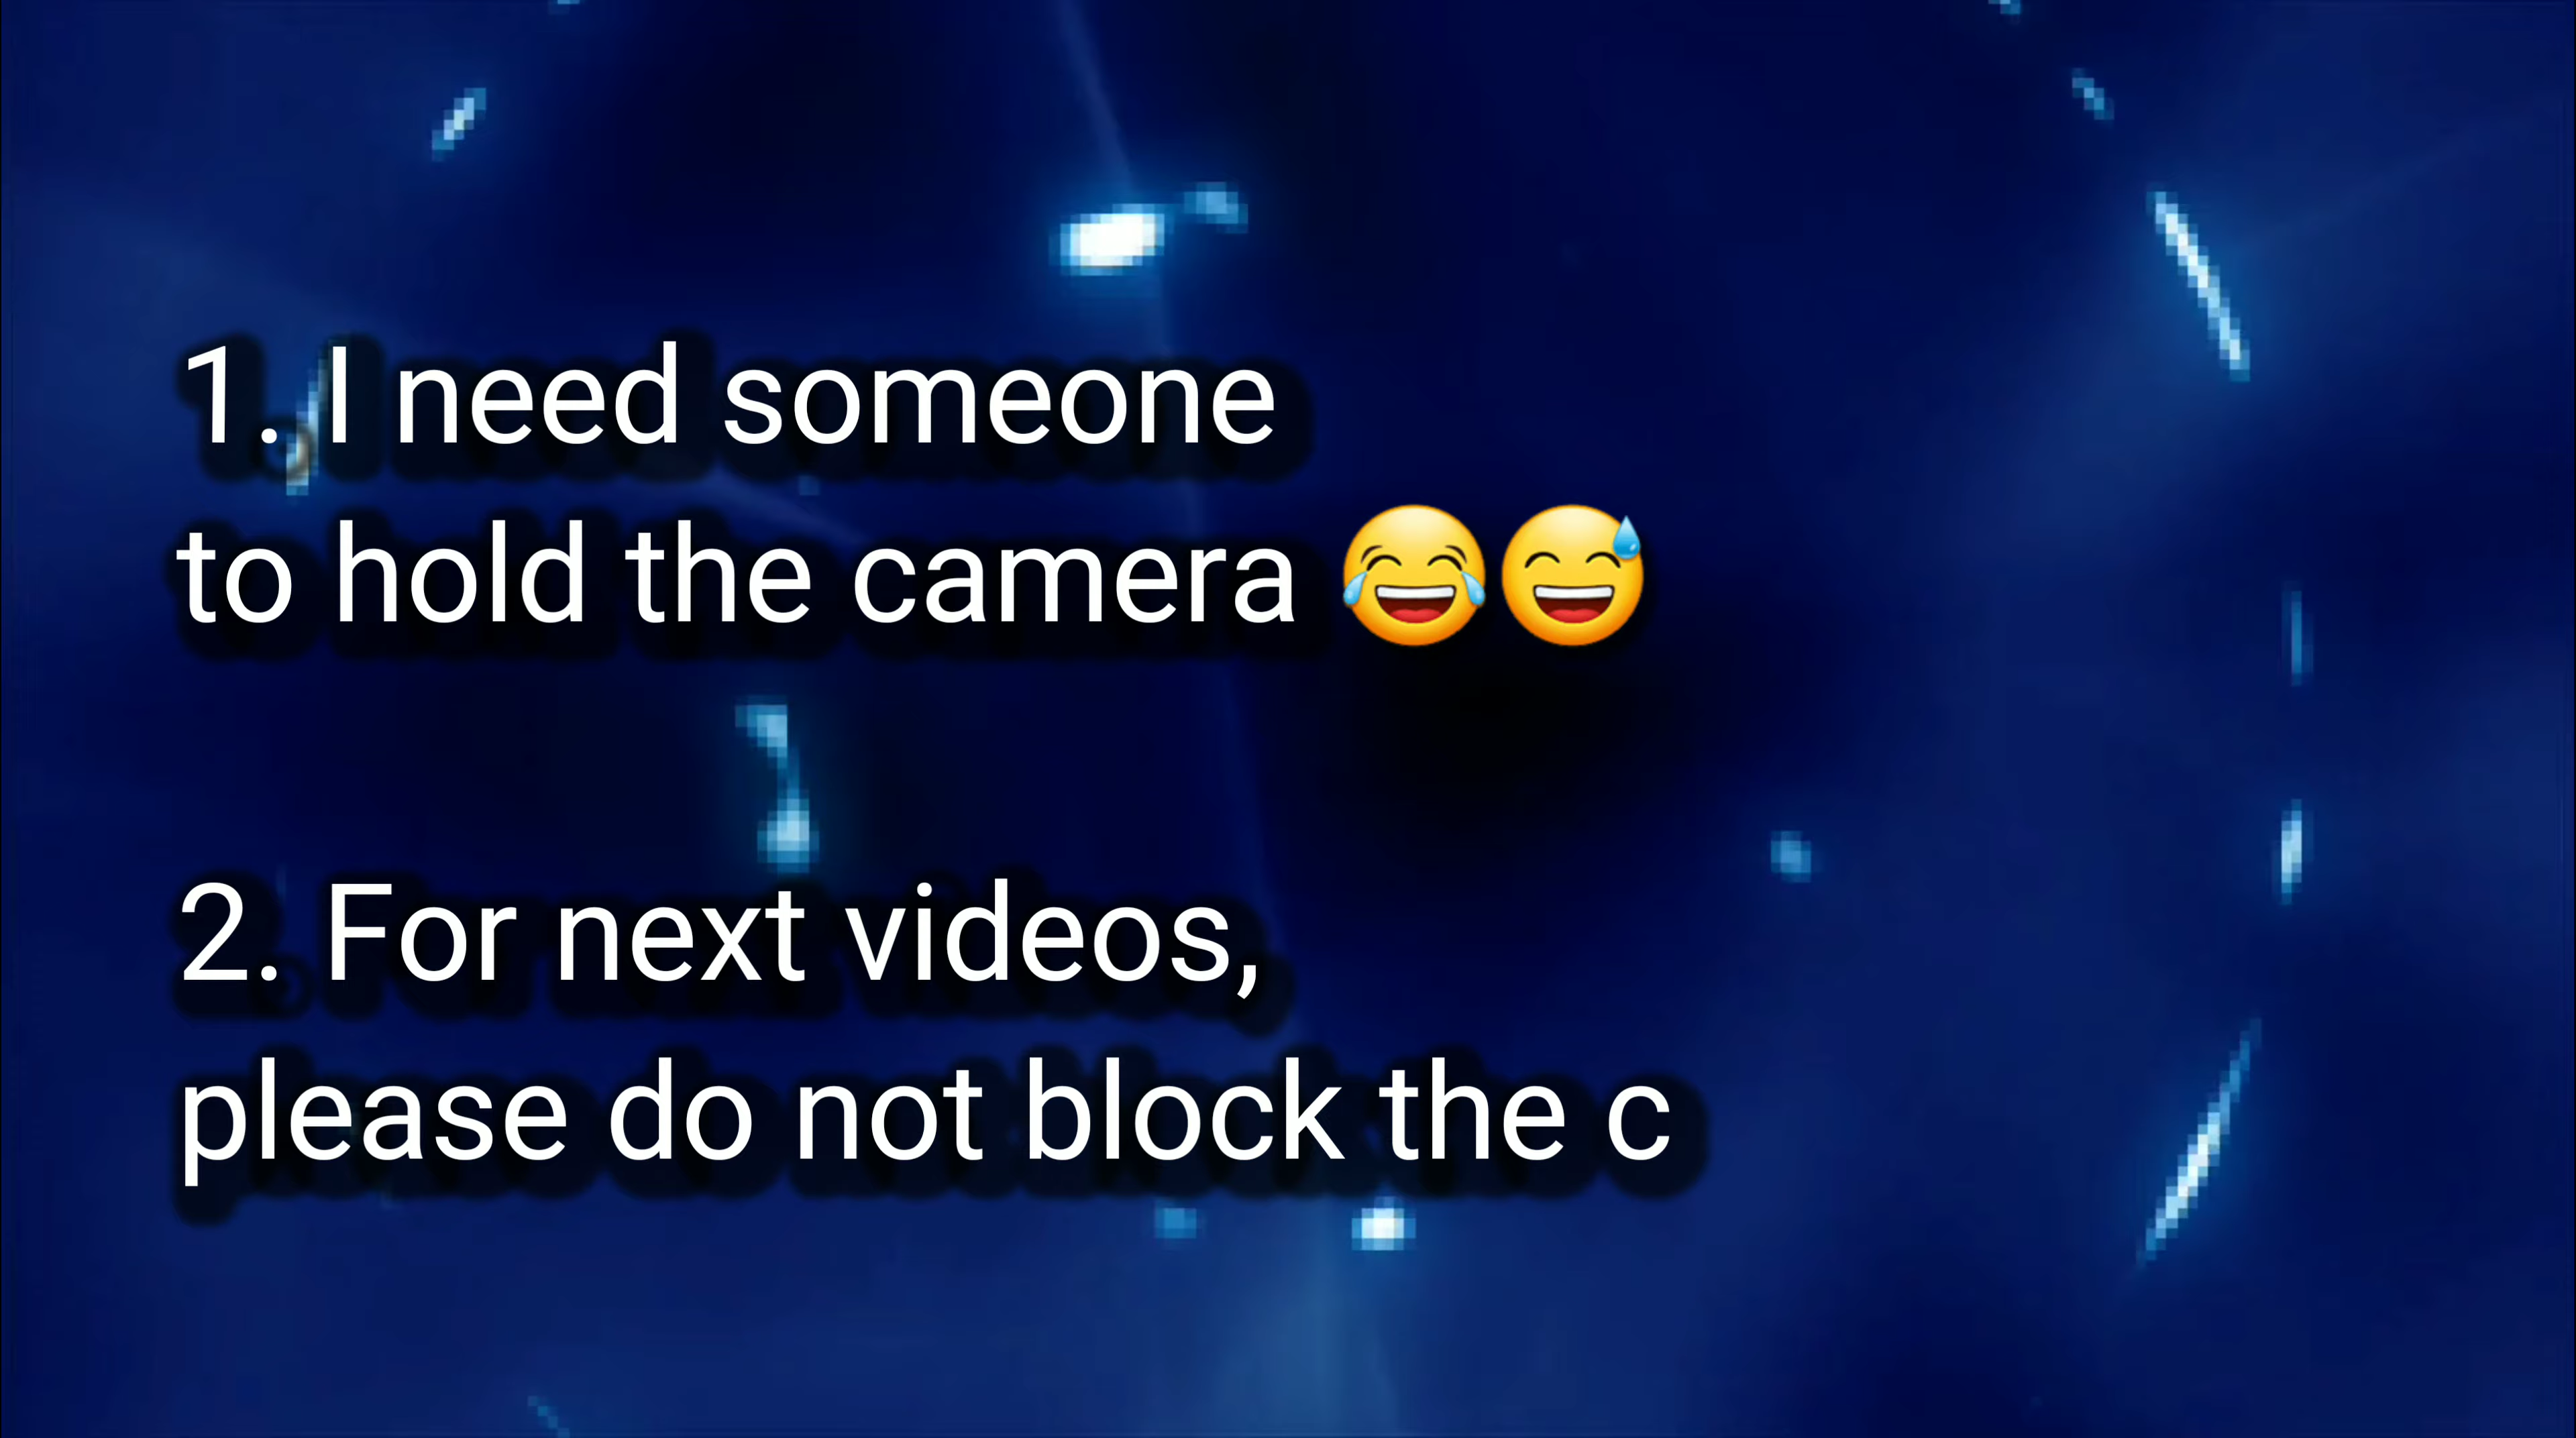 1. I need someone
to hold the camera 😂😅
2. For next videos,
please do not block the c